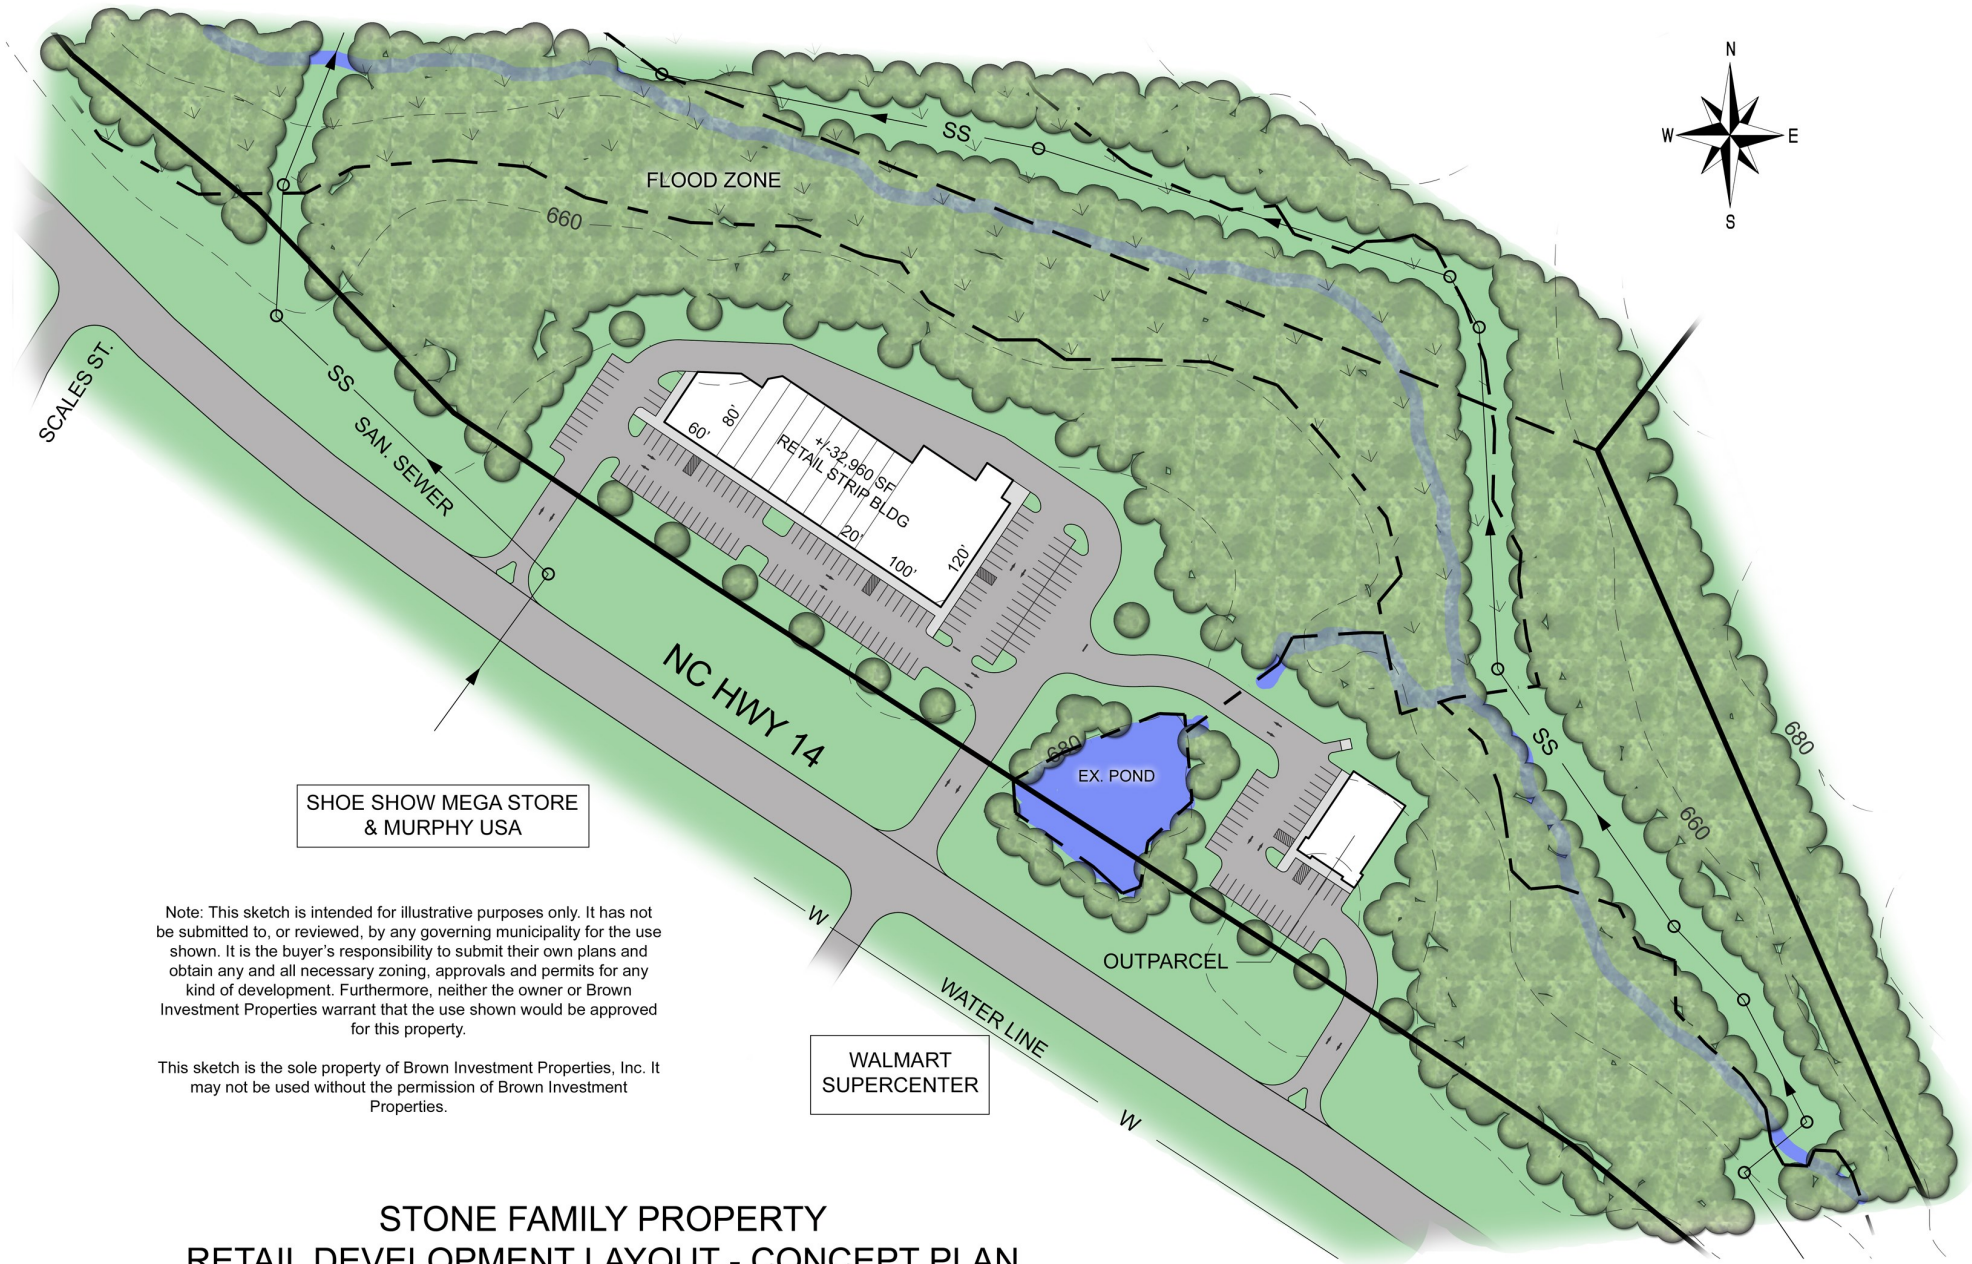 N
W E
S
SS
FLOOD ZONE
660
SCALES ST.
SS
SAN. SEWER
60'
80'
+/-32,960 SF
RETAIL STRIP BLDG
20'
100'
120'
NC HWY 14
680
EX. POND
SS
680
660
OUTPARCEL
SHOE SHOW MEGA STORE
& MURPHY USA
W
WATER LINE
W
WALMART
SUPERCENTER
Note: This sketch is intended for illustrative purposes only. It has not
be submitted to, or reviewed, by any governing municipality for the use
shown. It is the buyer's responsibility to submit their own plans and
obtain any and all necessary zoning, approvals and permits for any
kind of development. Furthermore, neither the owner or Brown
Investment Properties warrant that the use shown would be approved
for this property.
This sketch is the sole property of Brown Investment Properties, Inc. It
may not be used without the permission of Brown Investment
Properties.
STONE FAMILY PROPERTY
RETAIL DEVELOPMENT LAYOUT - CONCEPT PLAN